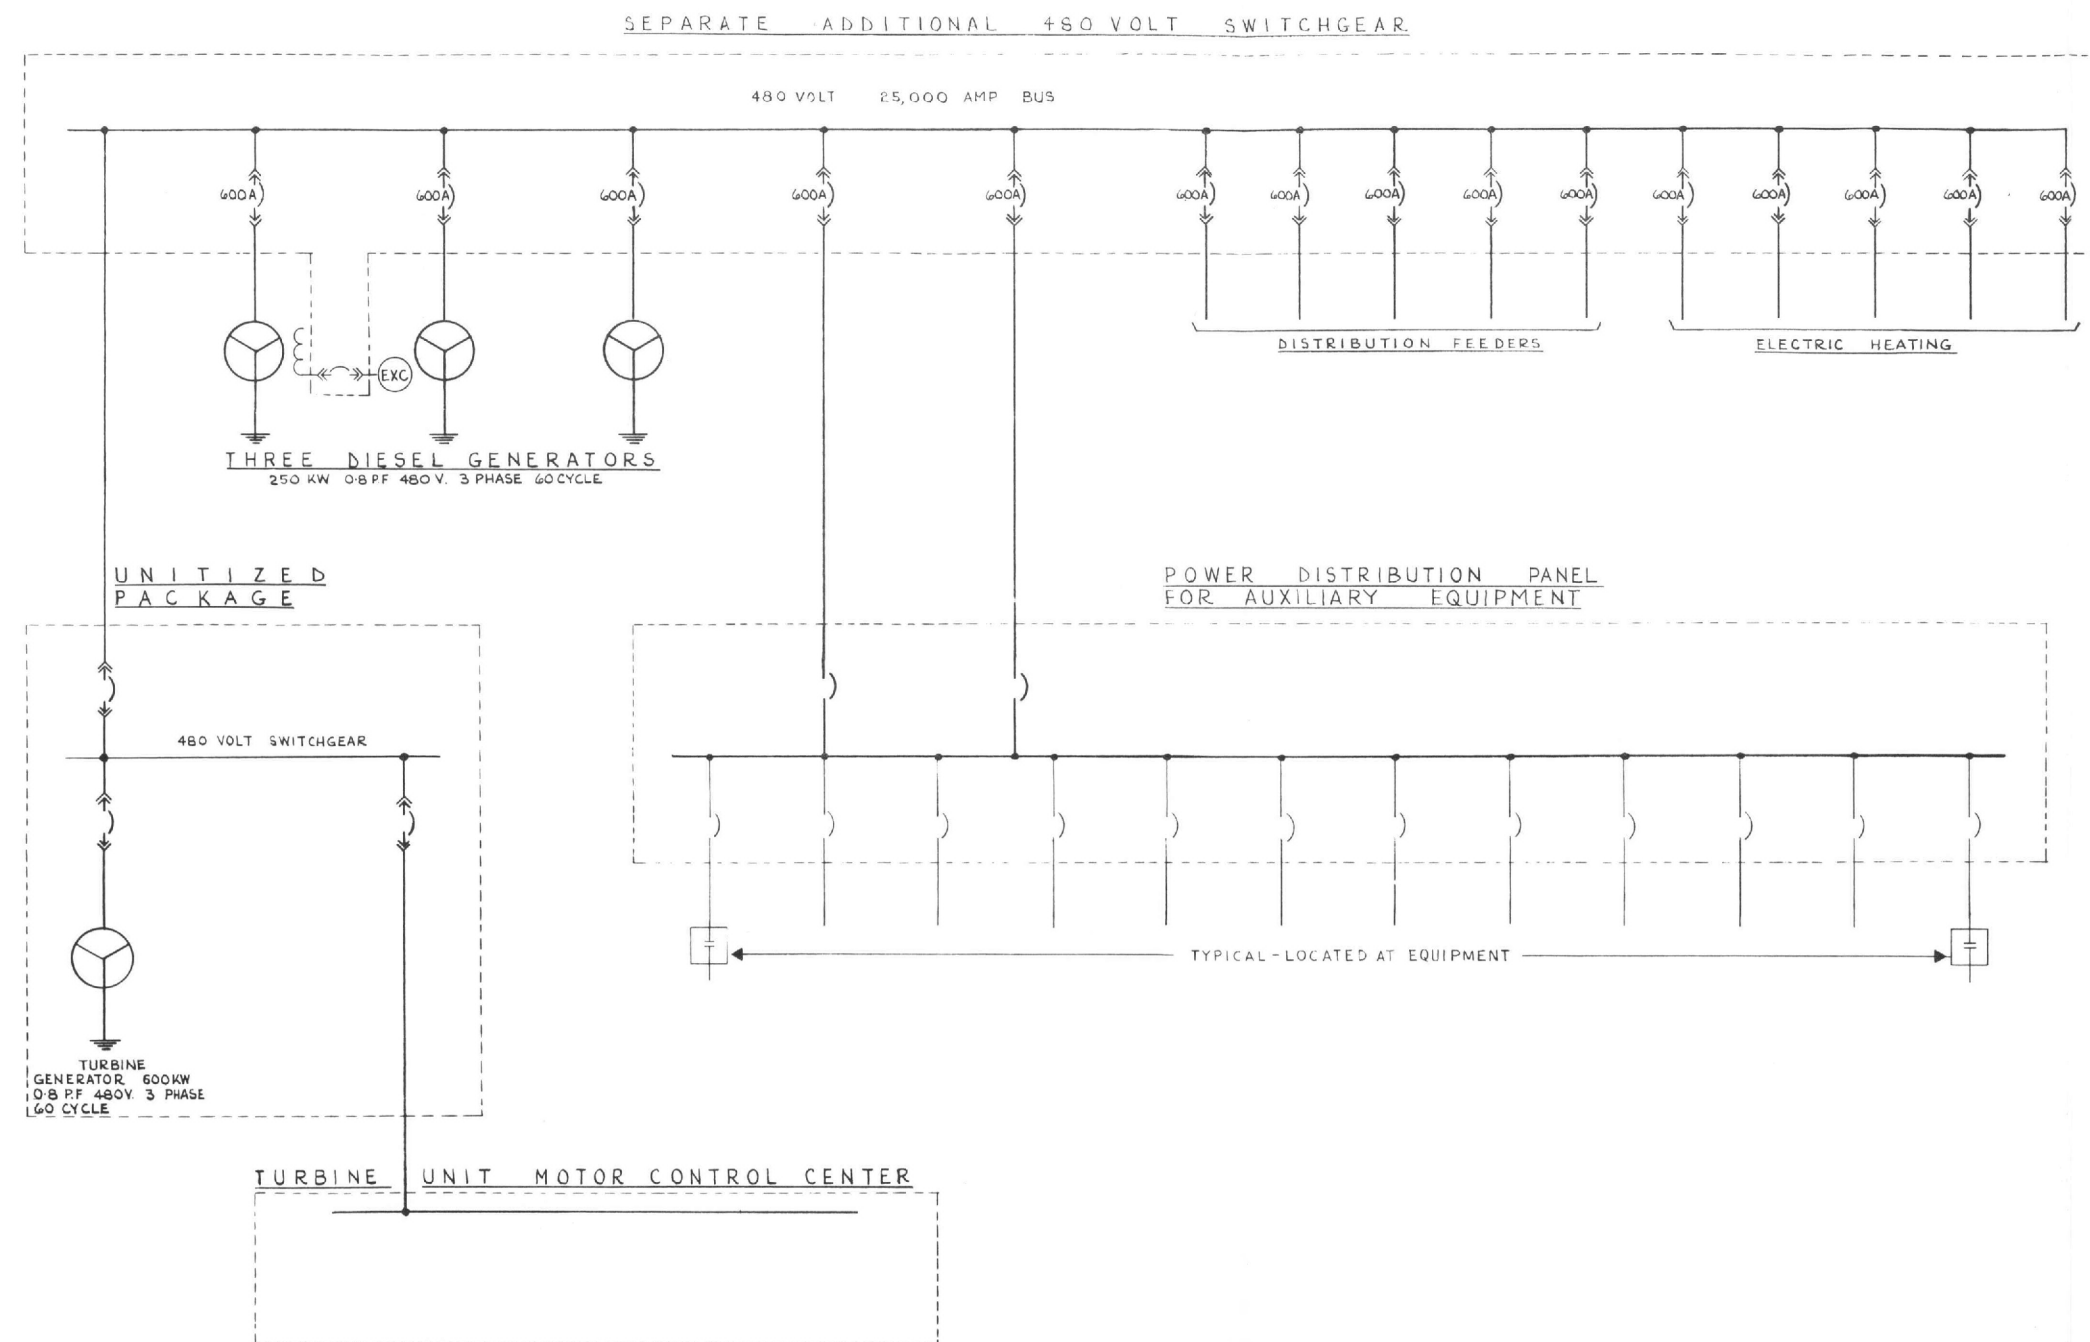 SEPARATE ADDITIONAL 480 VOLT SWITCHGEAR
480 VOLT 25,000 AMP BUS
600A 600A 600A 600A 600A 600A 600A 600A 600A 600A 600A 600A 600A 600A 600A
DISTRIBUTION FEEDERS
ELECTRIC HEATING
EXC
THREE DIESEL GENERATORS
250 KW 0.8 P.F 480 V. 3 PHASE 60 CYCLE
UNITIZED
PACKAGE
POWER DISTRIBUTION PANEL
FOR AUXILIARY EQUIPMENT
480 VOLT SWITCHGEAR
TYPICAL-LOCATED AT EQUIPMENT
TURBINE
GENERATOR 600KW
0.8 P.F 480V. 3 PHASE
60 CYCLE
TURBINE UNIT MOTOR CONTROL CENTER